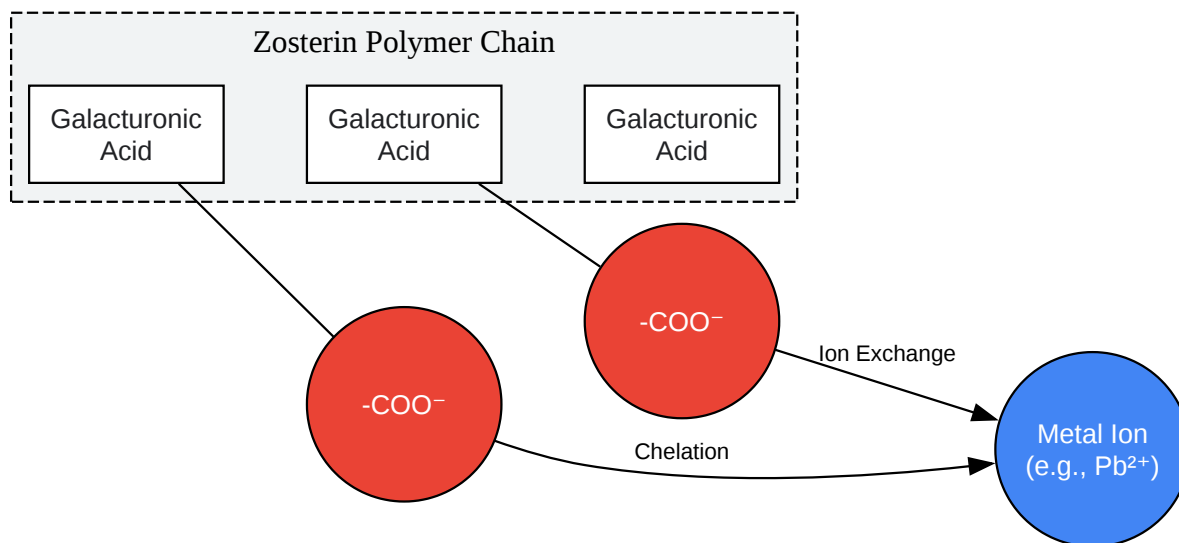 Zosterin Polymer Chain
Galacturonic
Acid
Galacturonic
Acid
Galacturonic
Acid
-COO⁻
-COO⁻
Ion Exchange
Chelation
Metal Ion
(e.g., Pb²⁺)